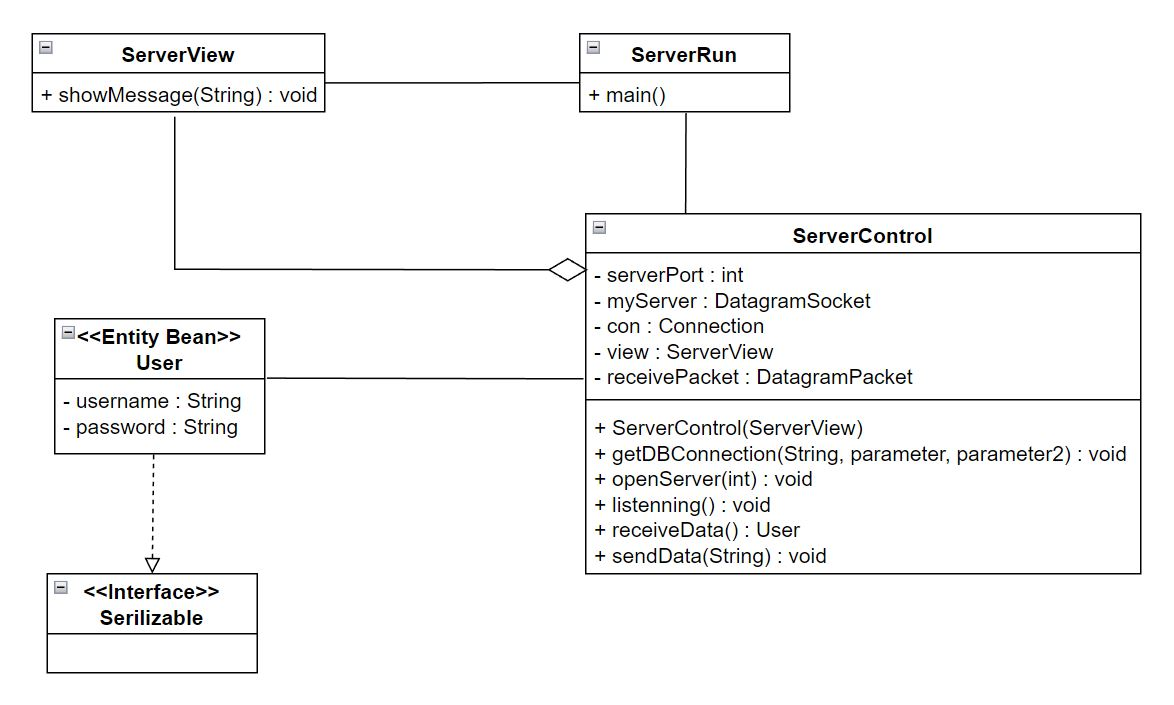 ServerView
+ showMessage(String) : void
ServerRun
+ main()
ServerControl
- serverPort : int
- myServer : DatagramSocket
- con : Connection
- view : ServerView
- receivePacket : DatagramPacket
+ ServerControl(ServerView)
+ getDBConnection(String, parameter, parameter2) : void
+ openServer(int) : void
+ listenning() : void
+ receiveData() : User
+ sendData(String) : void
<<Entity Bean>>
User
- username : String
- password : String
<<Interface>>
Serilizable